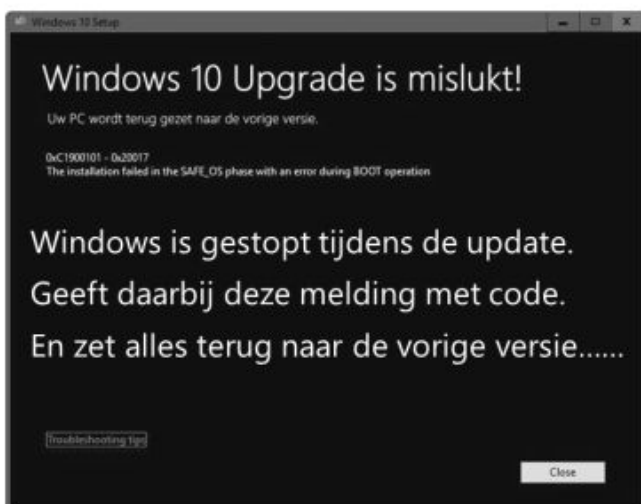 Windows 10 Setup
Windows 10 Upgrade is mislukt!
Uw PC wordt terug gezet naar de vorige versie.
0xC1900101 - 0x20017
The installation failed in the SAFE_OS phase with an error during BOOT operation
Windows is gestopt tijdens de update.
Geeft daarbij deze melding met code.
En zet alles terug naar de vorige versie......
Troubleshooting tips
Close